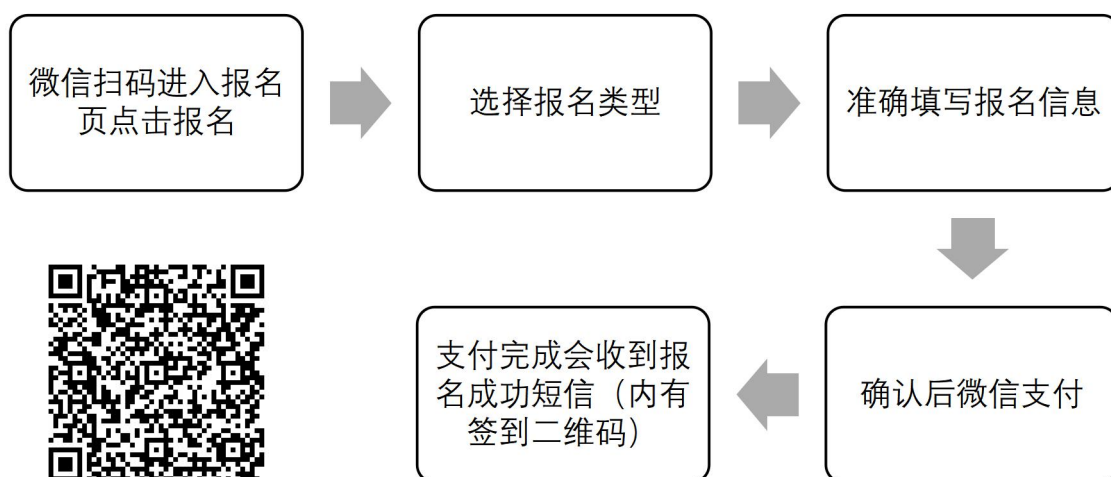 微信扫码进入报名
页点击报名
选择报名类型
准确填写报名信息
确认后微信支付
支付完成会收到报
名成功短信（内有
签到二维码）